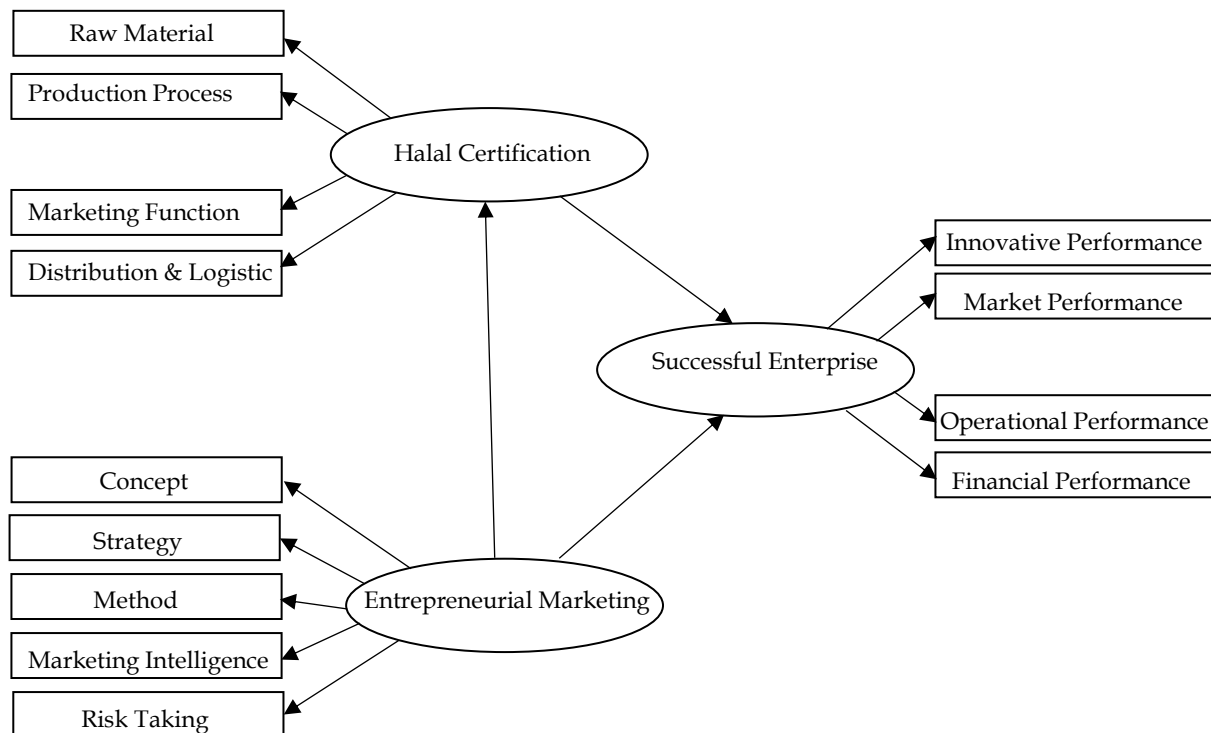 Raw Material
Production Process
Halal Certification
Marketing Function
Distribution & Logistic
Innovative Performance
Market Performance
Successful Enterprise
Operational Performance
Financial Performance
Concept
Strategy
Method
Entrepreneurial Marketing
Marketing Intelligence
Risk Taking